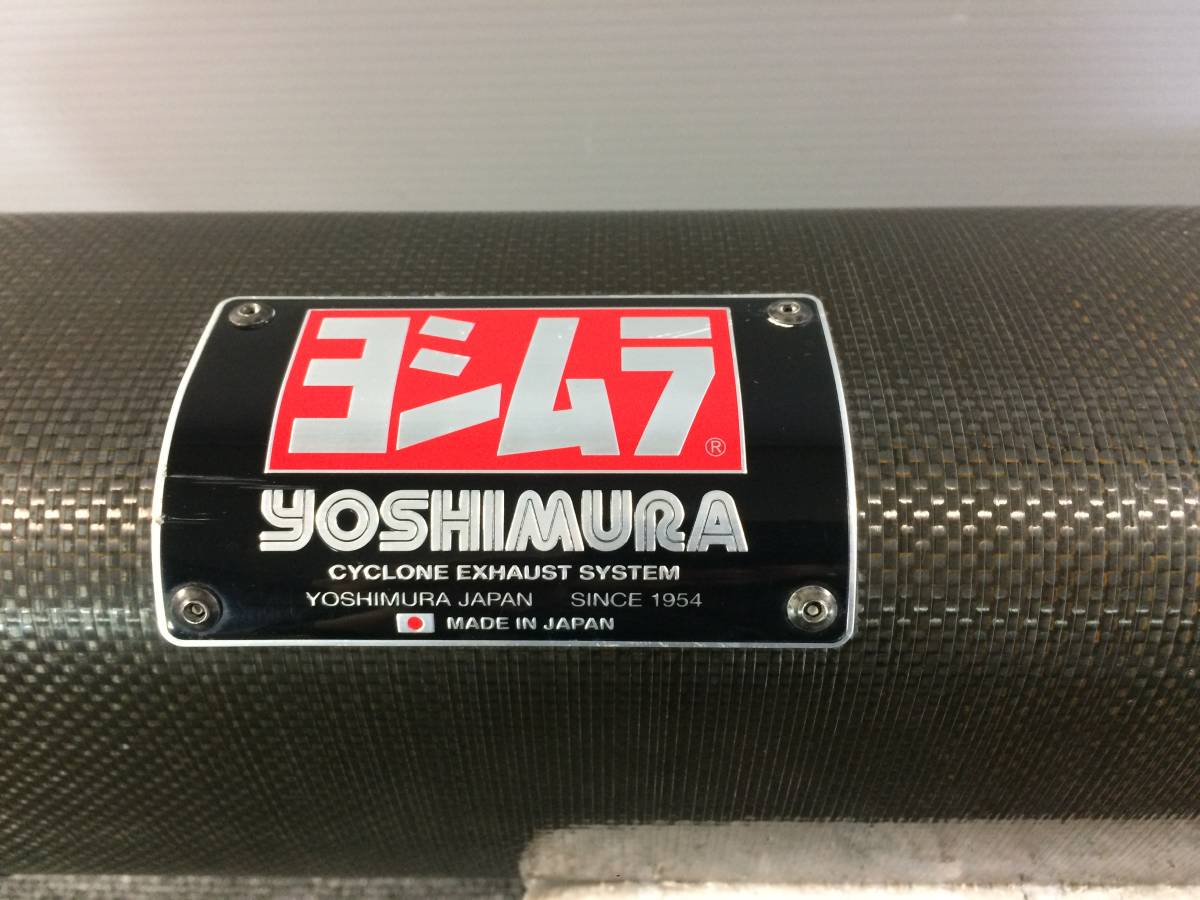 ヨシムラ®
YOSHIMURA
CYCLONE EXHAUST SYSTEM
YOSHIMURA JAPAN SINCE 1954
MADE IN JAPAN